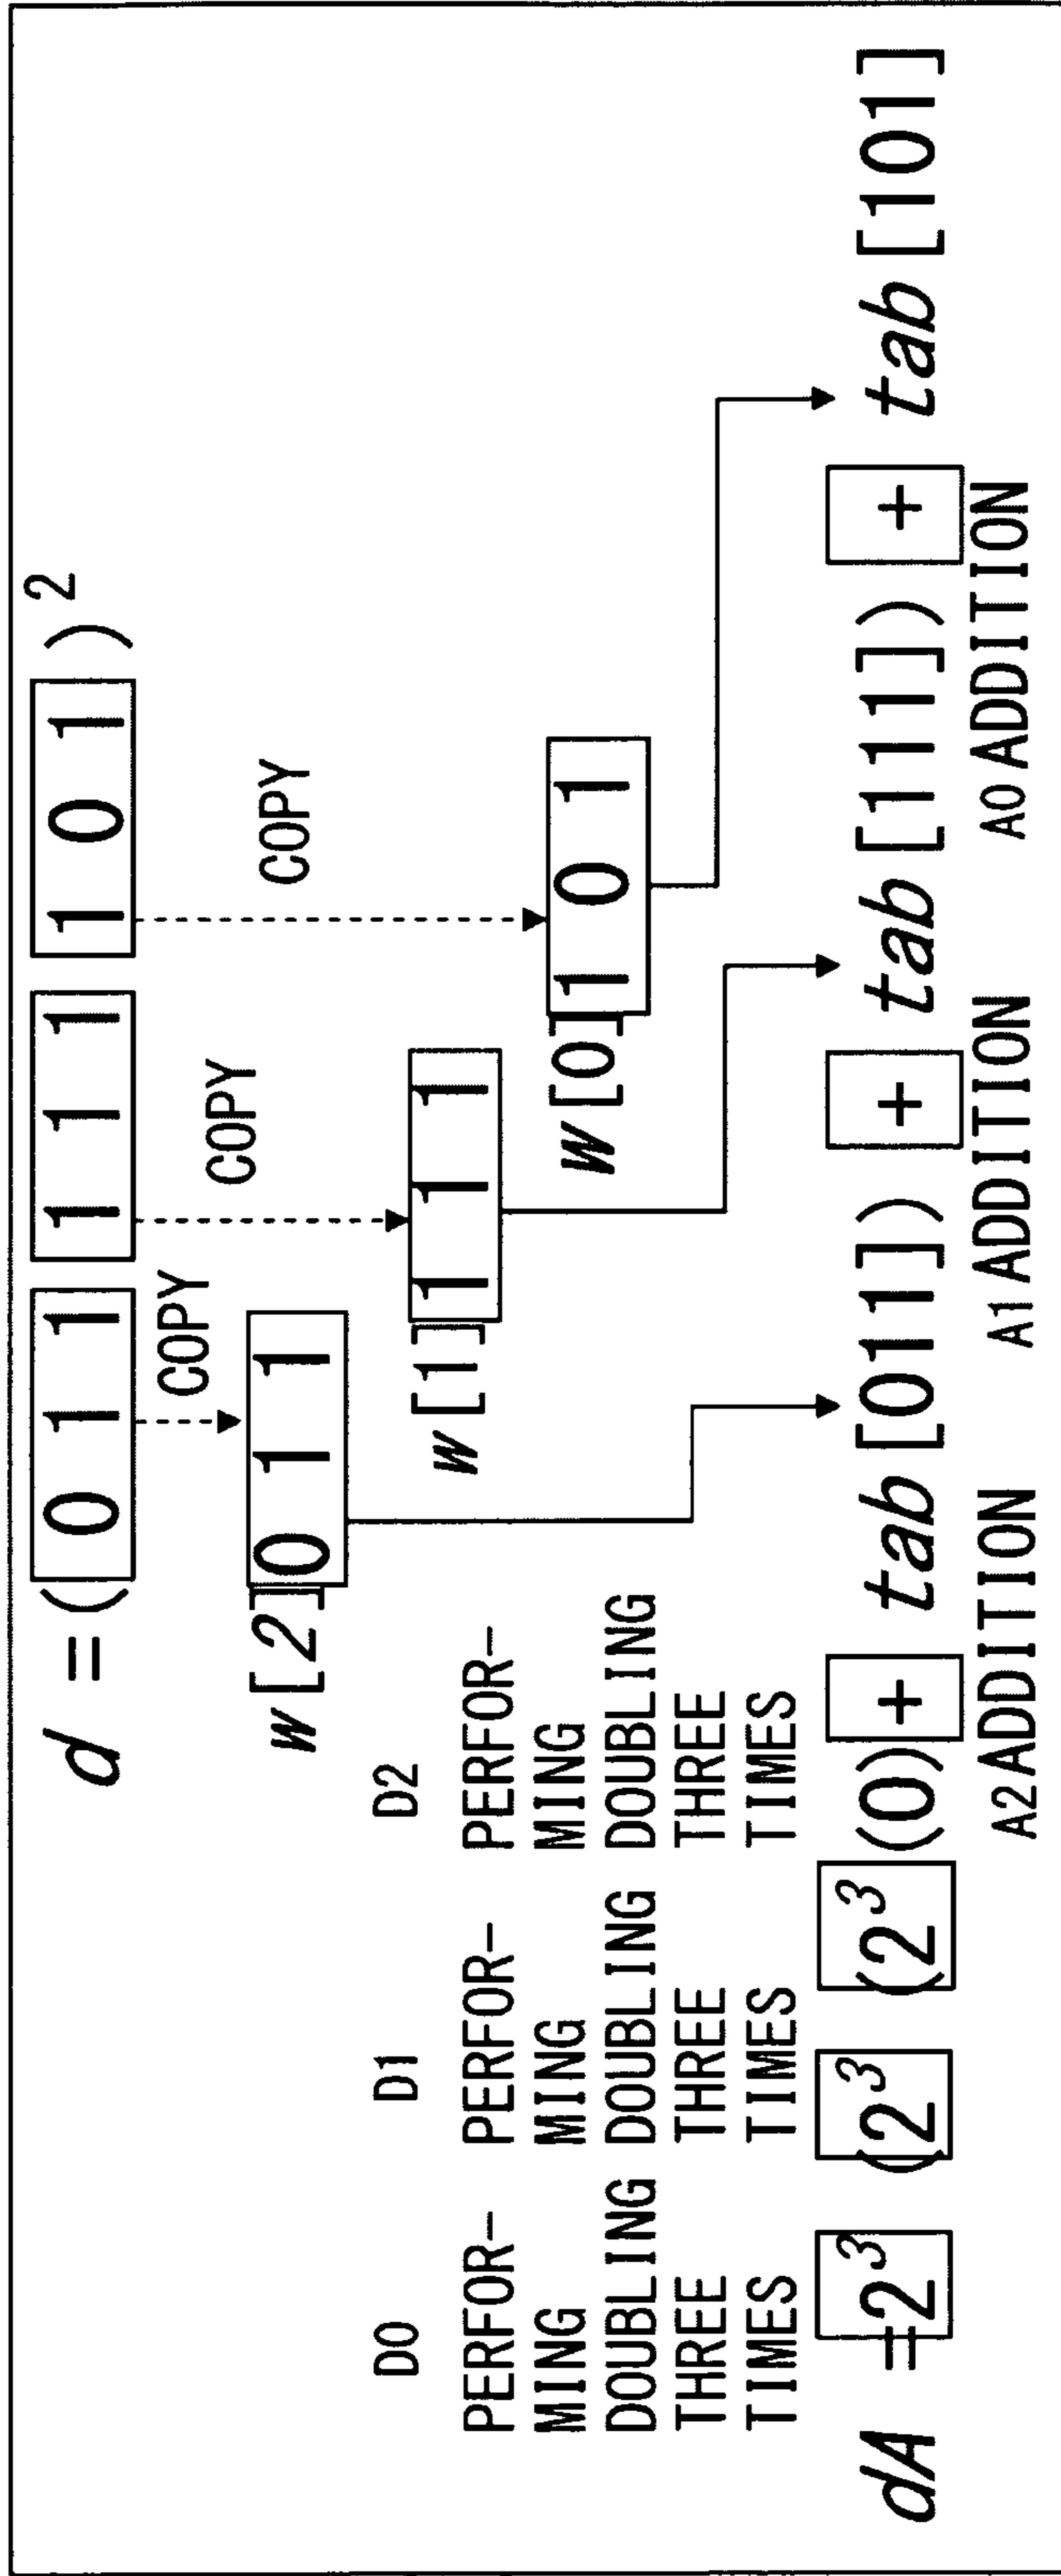 d = ( 0 1 1 1 1 1 1 0 1 )2
COPY
COPY
COPY
w[2] 0 1 1
w[1] 1 1 1
w[0] 1 0 1
D0 D1 D2
PERFOR- PERFOR- PERFOR-
MING MING MING
DOUBLING DOUBLING DOUBLING
THREE THREE THREE
TIMES TIMES TIMES
dA =2³ (2³ (2³ (0) + tab[011]) + tab[111]) + tab[101]
A2 ADDITION A1 ADDITION A0 ADDITION